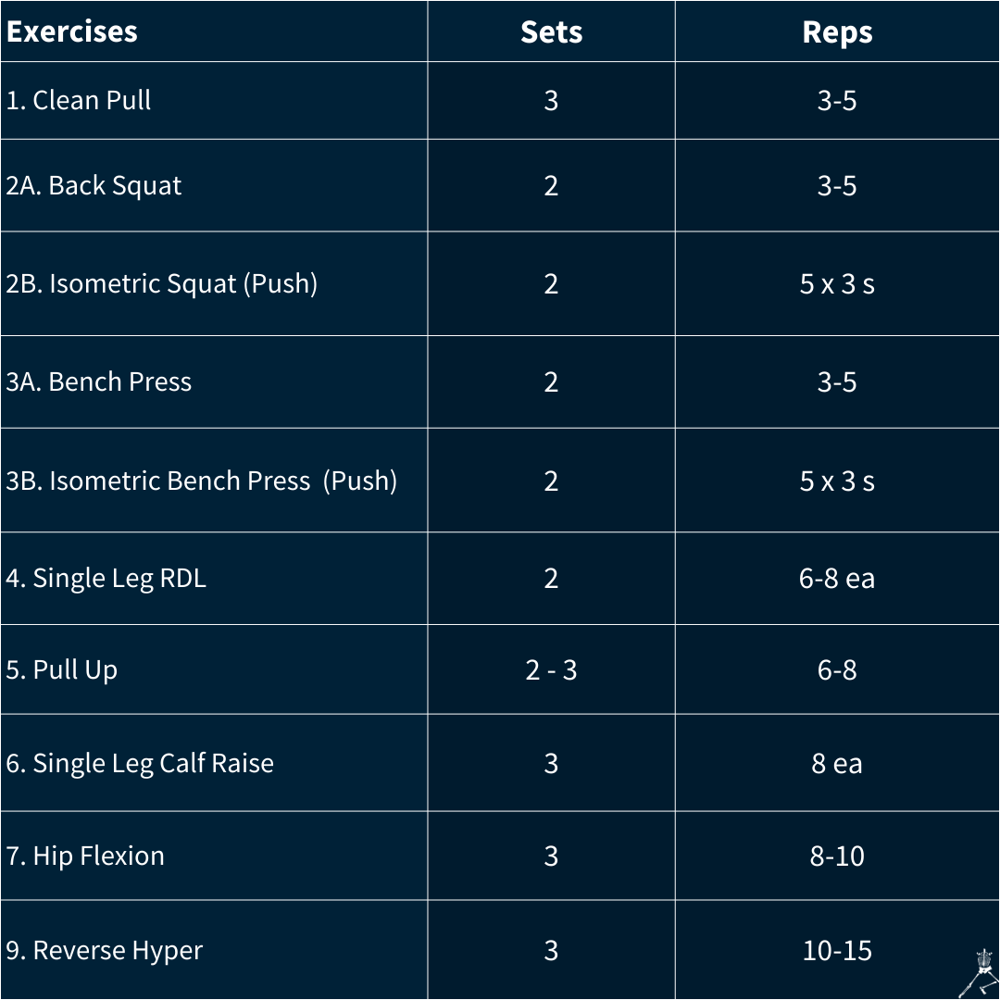 Exercises Sets Reps
1. Clean Pull 3 3-5
2A. Back Squat 2 3-5
2B. Isometric Squat (Push) 2 5 x 3 s
3A. Bench Press 2 3-5
3B. Isometric Bench Press (Push) 2 5 x 3 s
4. Single Leg RDL 2 6-8 ea
5. Pull Up 2 - 3 6-8
6. Single Leg Calf Raise 3 8 ea
7. Hip Flexion 3 8-10
9. Reverse Hyper 3 10-15